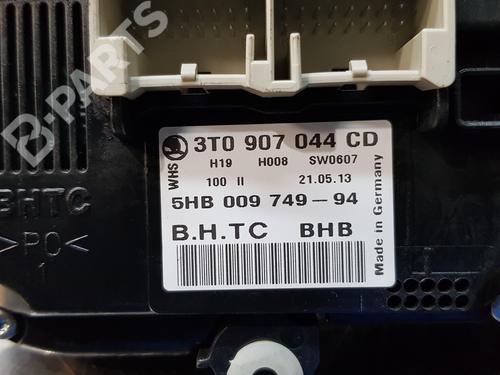 B-PARTS
WHS 3T0 907 044 CD
H19 H008 SW0607
100 II 21.05.13
5HB 009 749-94
B.H.TC BHB
Made in Germany
BHTC
>PO<
1